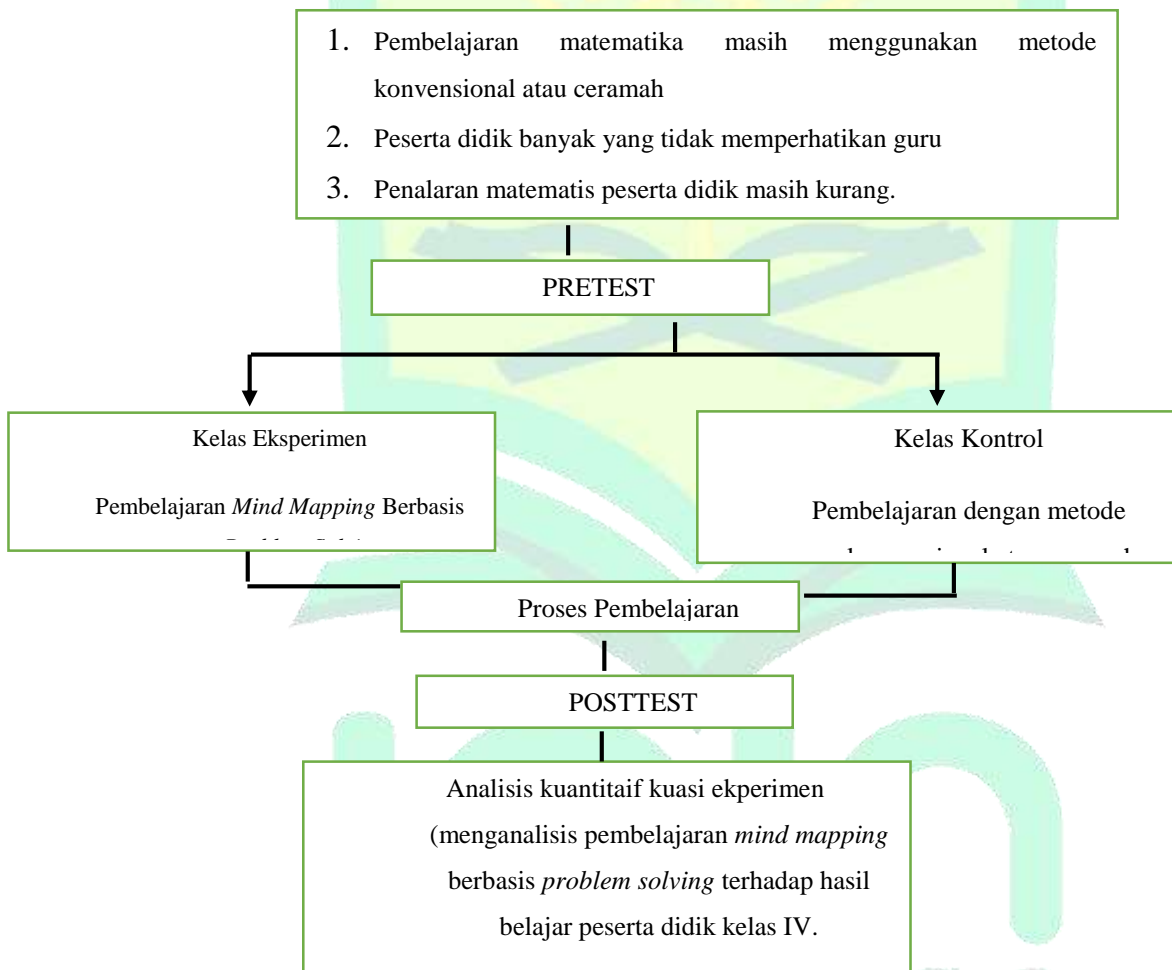 1. Pembelajaran matematika masih menggunakan metode
konvensional atau ceramah
2. Peserta didik banyak yang tidak memperhatikan guru
3. Penalaran matematis peserta didik masih kurang.
PRETEST
Kelas Eksperimen
Pembelajaran Mind Mapping Berbasis
Kelas Kontrol
Pembelajaran dengan metode
Proses Pembelajaran
POSTTEST
Analisis kuantitaif kuasi ekperimen
(menganalisis pembelajaran mind mapping
berbasis problem solving terhadap hasil
belajar peserta didik kelas IV.